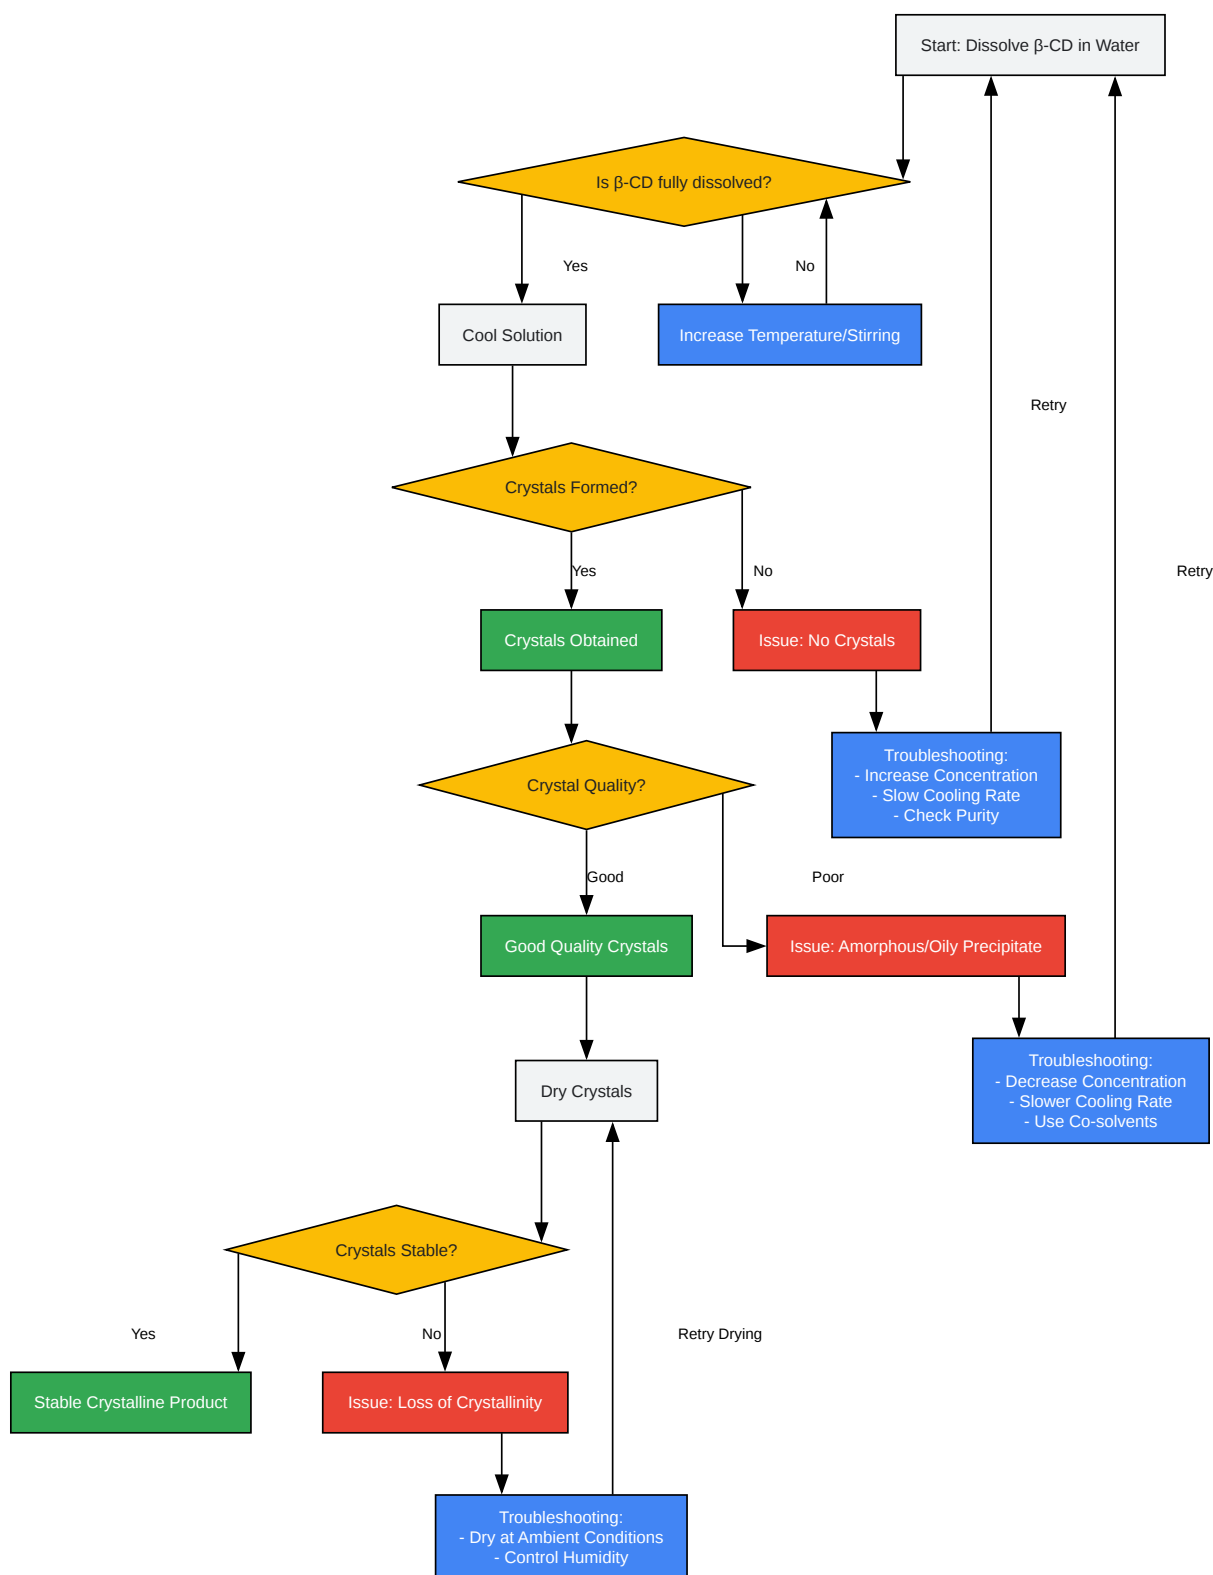 Start: Dissolve β-CD in Water
Is β-CD fully dissolved?
Yes
No
Cool Solution
Increase Temperature/Stirring
Retry
Crystals Formed?
Yes
No
Retry
Crystals Obtained
Issue: No Crystals
Crystal Quality?
Troubleshooting:
- Increase Concentration
- Slow Cooling Rate
- Check Purity
Good
Poor
Good Quality Crystals
Issue: Amorphous/Oily Precipitate
Dry Crystals
Troubleshooting:
- Decrease Concentration
- Slower Cooling Rate
- Use Co-solvents
Crystals Stable?
Yes
No
Retry Drying
Stable Crystalline Product
Issue: Loss of Crystallinity
Troubleshooting:
- Dry at Ambient Conditions
- Control Humidity